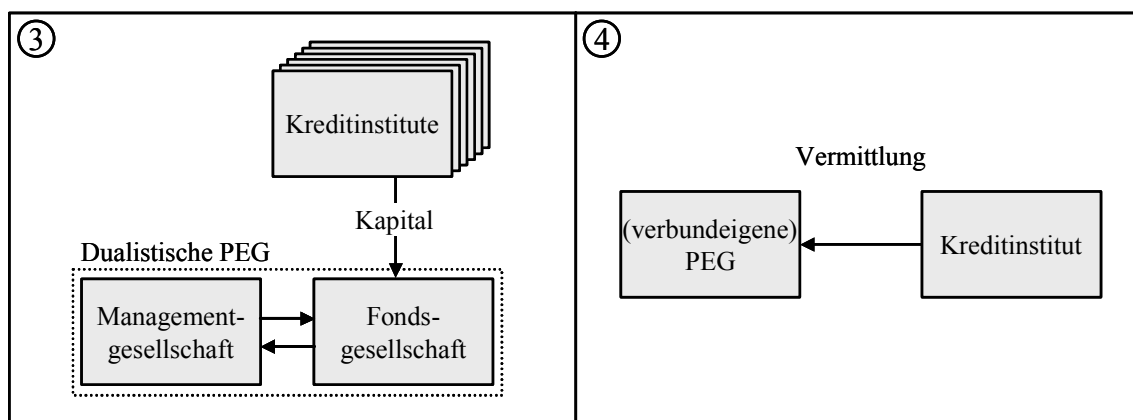 3
Kreditinstitute
Kapital
Dualistische PEG
Management-
gesellschaft
Fonds-
gesellschaft
4
Vermittlung
(verbundeigene)
PEG
Kreditinstitut